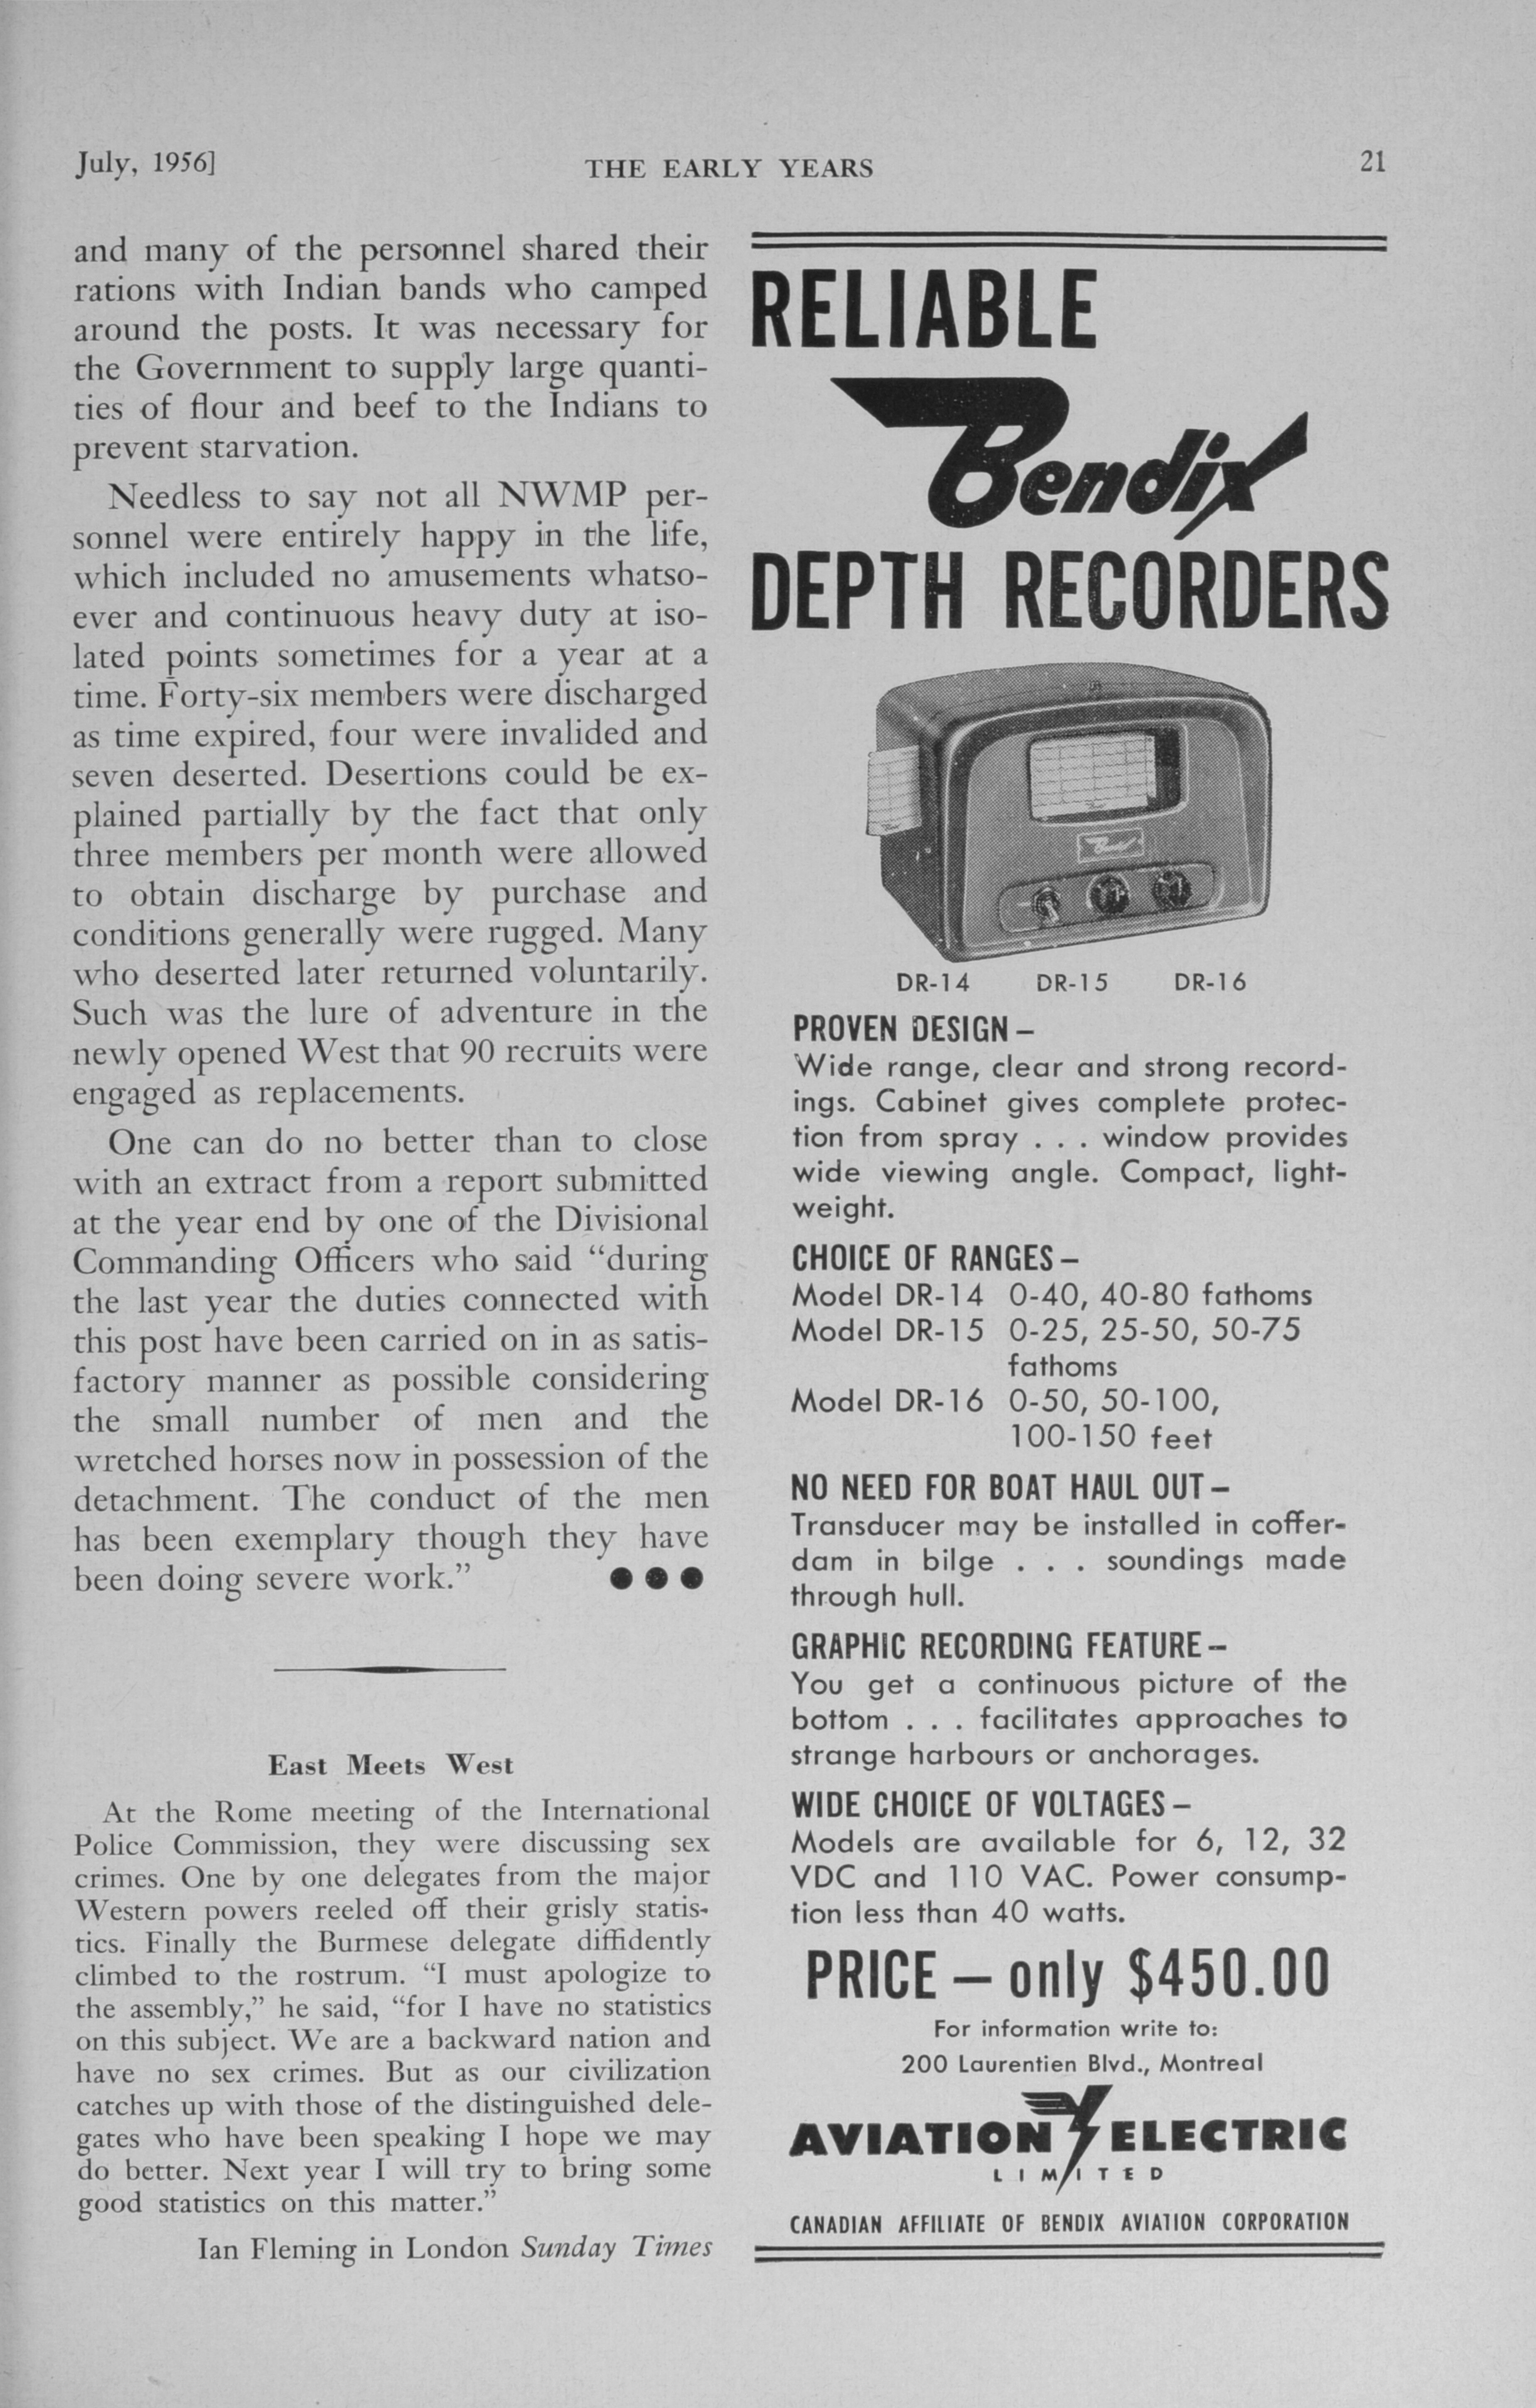 July, 1956]
THE EARLY YEARS
21
and many of the personnel shared their
rations with Indian bands who camped
around the posts. It was necessary for
the Government to supply large quanti-
ties of flour and beef to the Indians to
prevent starvation.
Needless to say not all NWMP per-
sonnel were entirely happy in the life,
which included no amusements whatso-
ever and continuous heavy duty at iso-
lated points sometimes for a year at a
time. Forty-six members were discharged
as time expired, four were invalided and
seven deserted. Desertions could be ex-
plained partially by the fact that only
three members per month were allowed
to obtain discharge by purchase and
conditions generally were rugged. Many
who deserted later returned voluntarily.
Such was the lure of adventure in the
newly opened West that 90 recruits were
engaged as replacements.
One can do no better than to close
with an extract from a report submitted
at the year end by one of the Divisional
Commanding Officers who said “during
the last year the duties connected with
this post have been carried on in as satis-
factory manner as possible considering
the small number of men and the
wretched horses now in possession of the
detachment. The conduct of the men
has been exemplary though they have
been doing severe work.” ●●●
East Meets West
At the Rome meeting of the International
Police Commission, they were discussing sex
crimes. One by one delegates from the major
Western powers reeled off their grisly statis-
tics. Finally the Burmese delegate diffidently
climbed to the rostrum. “I must apologize to
the assembly,” he said, “for I have no statistics
on this subject. We are a backward nation and
have no sex crimes. But as our civilization
catches up with those of the distinguished dele-
gates who have been speaking I hope we may
do better. Next year I will try to bring some
good statistics on this matter.”
Ian Fleming in London Sunday Times
RELIABLE
Bendix
DEPTH RECORDERS
Bendix
DR-14 DR-15 DR-16
PROVEN DESIGN –
Wide range, clear and strong record-
ings. Cabinet gives complete protec-
tion from spray . . . window provides
wide viewing angle. Compact, light-
weight.
CHOICE OF RANGES –
Model DR-14 0-40, 40-80 fathoms
Model DR-15 0-25, 25-50, 50-75
fathoms
Model DR-16 0-50, 50-100,
100-150 feet
NO NEED FOR BOAT HAUL OUT –
Transducer may be installed in coffer-
dam in bilge . . . soundings made
through hull.
GRAPHIC RECORDING FEATURE –
You get a continuous picture of the
bottom . . . facilitates approaches to
strange harbours or anchorages.
WIDE CHOICE OF VOLTAGES –
Models are available for 6, 12, 32
VDC and 110 VAC. Power consump-
tion less than 40 watts.
PRICE – only $450.00
For information write to:
200 Laurentien Blvd., Montreal
AVIATION ELECTRIC
LIMITED
CANADIAN AFFILIATE OF BENDIX AVIATION CORPORATION